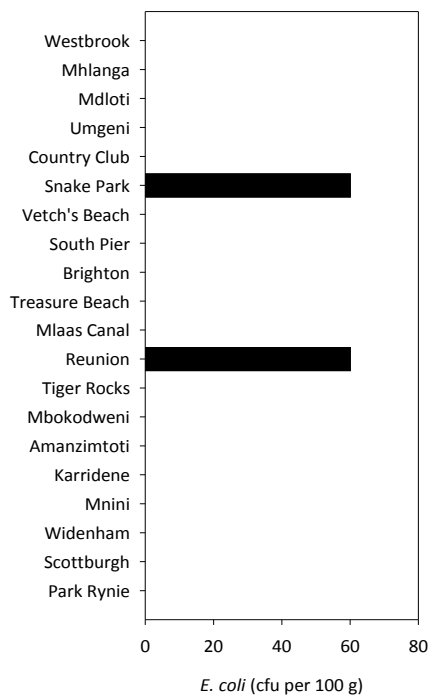 Westbrook
Mhlanga
Mdloti
Umgeni
Country Club
Snake Park
Vetch's Beach
South Pier
Brighton
Treasure Beach
Mlaas Canal
Reunion
Tiger Rocks
Mbokodweni
Amanzimtoti
Karridene
Mnini
Widenham
Scottburgh
Park Rynie
0 20 40 60 80
E. coli (cfu per 100 g)